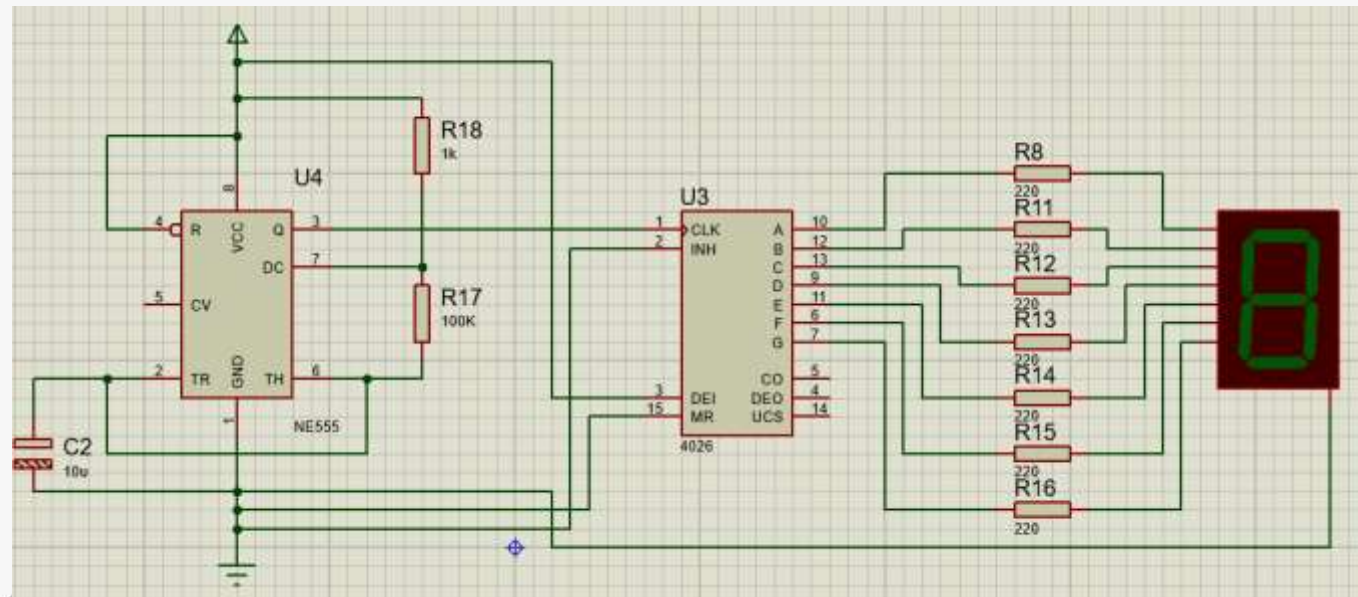 R18
1k
U4
8
4
R
VCC
Q
3
DC
7
5
CV
R17
100K
2
TR
GND
TH
6
1
NE555
C2
10u
U3
1
CLK
A
10
2
INH
B
12
C
13
D
9
E
11
F
6
G
7
CO
5
3
DEI
DEO
4
15
MR
UCS
14
4026
R8
220
R11
220
R12
220
R13
220
R14
220
R15
220
R16
220
8